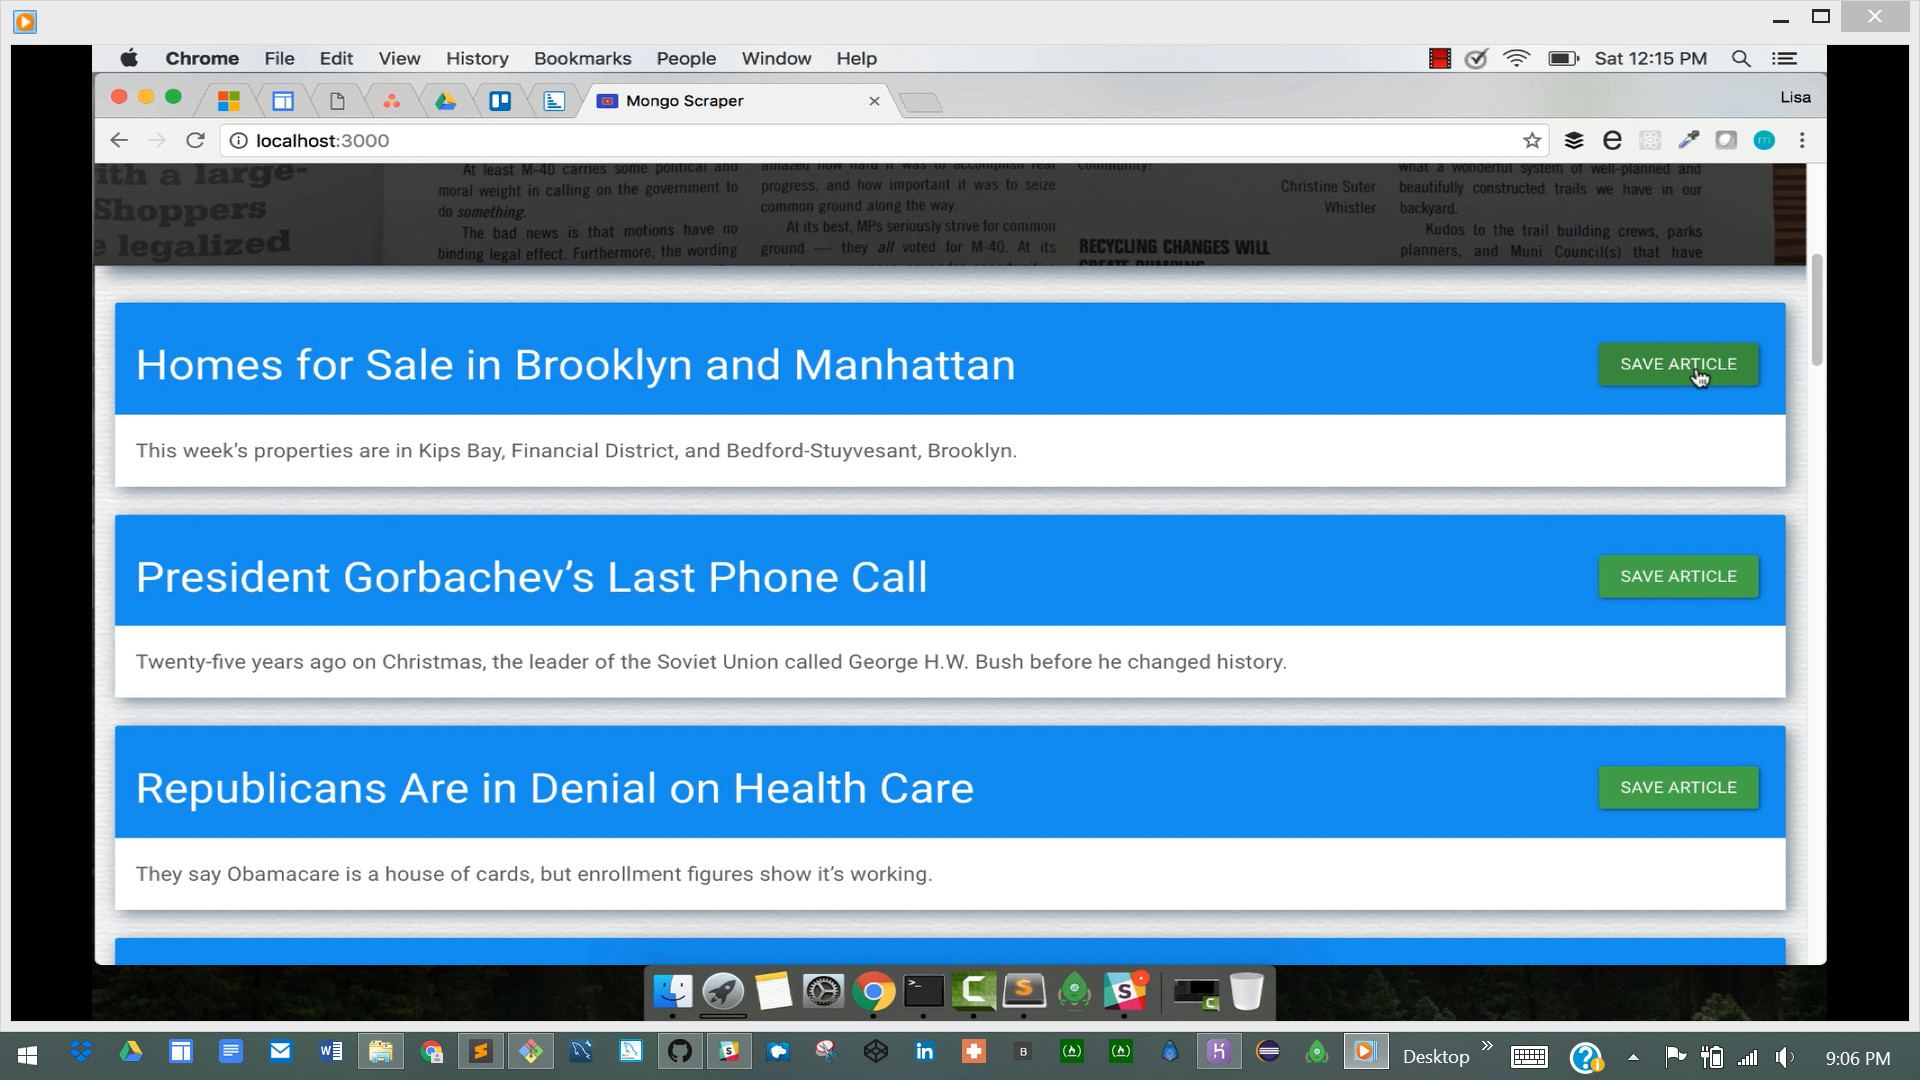 Chrome File Edit View History Bookmarks People Window Help
Sat 12:15 PM
Mongo Scraper
Lisa
localhost:3000
ith a large-
Shoppers
e legalized
At least M-40 carries some political and
moral weight in calling on the government to
do something.
The bad news is that motions have no
binding legal effect. Furthermore, the wording
amazed how hard it was to accomplish real
progress, and how important it was to seize
common ground along the way.
At its best, MPs seriously strive for common
ground — they all voted for M-40. At its
community!
Christine Suter
Whistler
RECYCLING CHANGES WILL
CREATE DUMPING
what a wonderful system of well-planned and
beautifully constructed trails we have in our
backyard.
Kudos to the trail building crews, parks
planners, and Muni Council(s) that have
Homes for Sale in Brooklyn and Manhattan
SAVE ARTICLE
This week’s properties are in Kips Bay, Financial District, and Bedford-Stuyvesant, Brooklyn.
President Gorbachev’s Last Phone Call
SAVE ARTICLE
Twenty-five years ago on Christmas, the leader of the Soviet Union called George H.W. Bush before he changed history.
Republicans Are in Denial on Health Care
SAVE ARTICLE
They say Obamacare is a house of cards, but enrollment figures show it’s working.
Desktop
9:06 PM